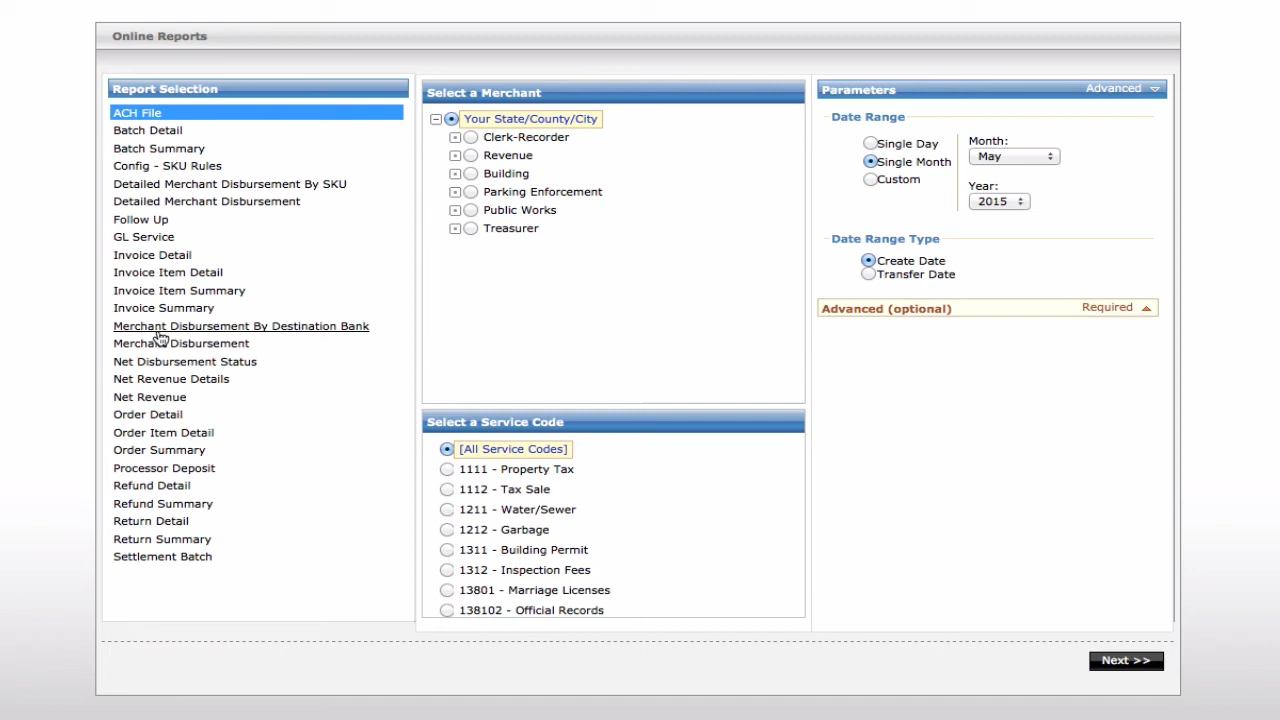 Online Reports
Report Selection
ACH File
Batch Detail
Batch Summary
Config - SKU Rules
Detailed Merchant Disbursement By SKU
Detailed Merchant Disbursement
Follow Up
GL Service
Invoice Detail
Invoice Item Detail
Invoice Item Summary
Invoice Summary
Merchant Disbursement By Destination Bank
Merchant Disbursement
Net Disbursement Status
Net Revenue Details
Net Revenue
Order Detail
Order Item Detail
Order Summary
Processor Deposit
Refund Detail
Refund Summary
Return Detail
Return Summary
Settlement Batch
Select a Merchant
Your State/County/City
Clerk-Recorder
Revenue
Building
Parking Enforcement
Public Works
Treasurer
Select a Service Code
[All Service Codes]
1111 - Property Tax
1112 - Tax Sale
1211 - Water/Sewer
1212 - Garbage
1311 - Building Permit
1312 - Inspection Fees
13801 - Marriage Licenses
138102 - Official Records
Parameters Advanced
Date Range
Single Day
Single Month
Custom
Month:
May
Year:
2015
Date Range Type
Create Date
Transfer Date
Advanced (optional) Required
Next >>